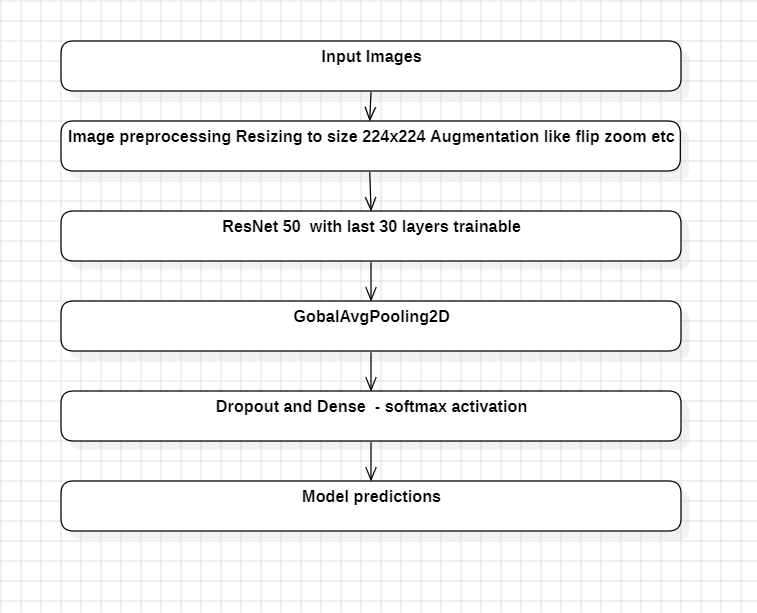 Input Images
Image preprocessing Resizing to size 224x224 Augmentation like flip zoom etc
ResNet 50  with last 30 layers trainable
GobalAvgPooling2D
Dropout and Dense  - softmax activation
Model predictions